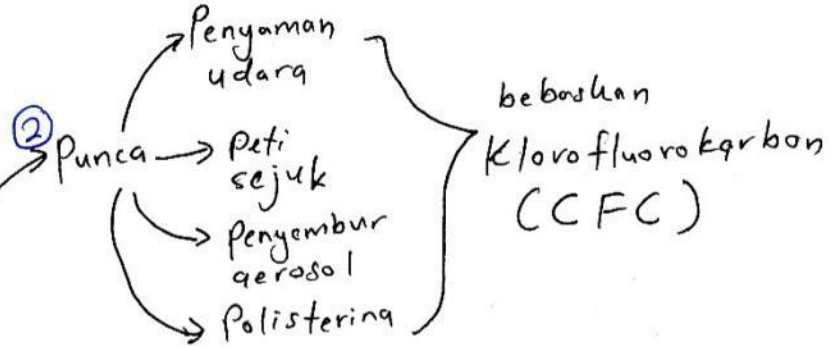 Penyaman
udara
② Punca
Peti
sejuk
Penyembur
aerosol
Polisterina
bebaskan
Klorofluorokarbon
(CFC)